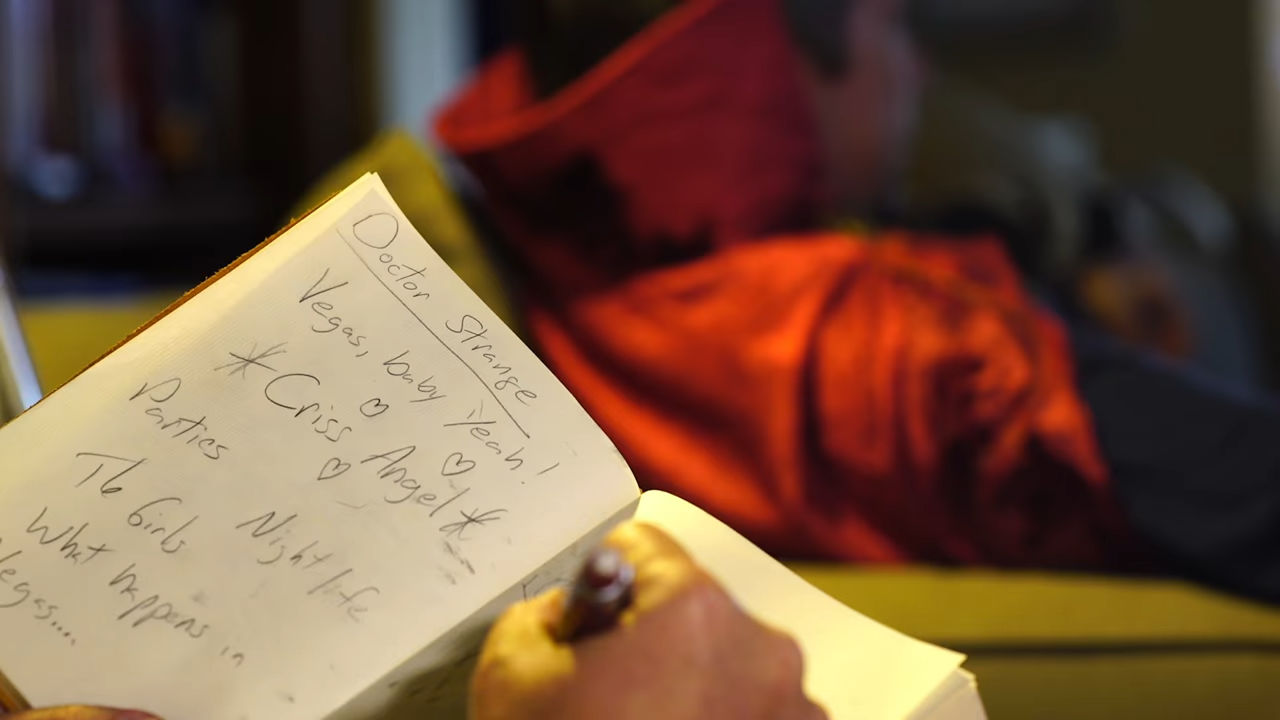 Doctor Strange
Vegas, baby Yeah!
*Criss Angel*
Parties
T6 Girls
Night life
What happens in
Vegas....